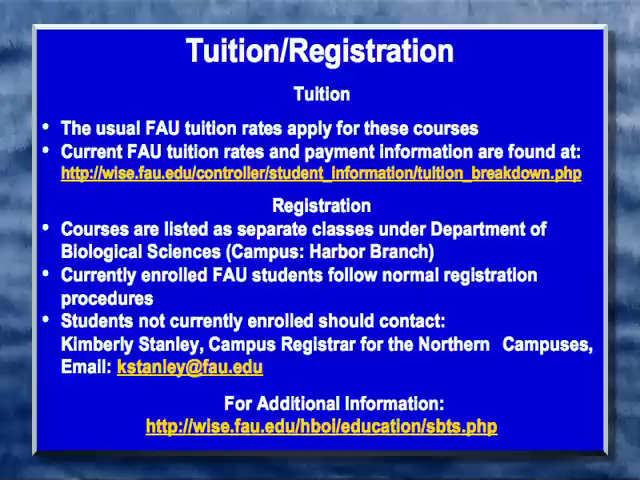 Tuition/Registration
Tuition
• The usual FAU tuition rates apply for these courses
• Current FAU tuition rates and payment information are found at:
http://wise.fau.edu/controller/student_information/tuition_breakdown.php
Registration
• Courses are listed as separate classes under Department of
Biological Sciences (Campus: Harbor Branch)
• Currently enrolled FAU students follow normal registration
procedures
• Students not currently enrolled should contact:
Kimberly Stanley, Campus Registrar for the Northern Campuses,
Email: kstanley@fau.edu
For Additional Information:
http://wise.fau.edu/hboi/education/sbts.php